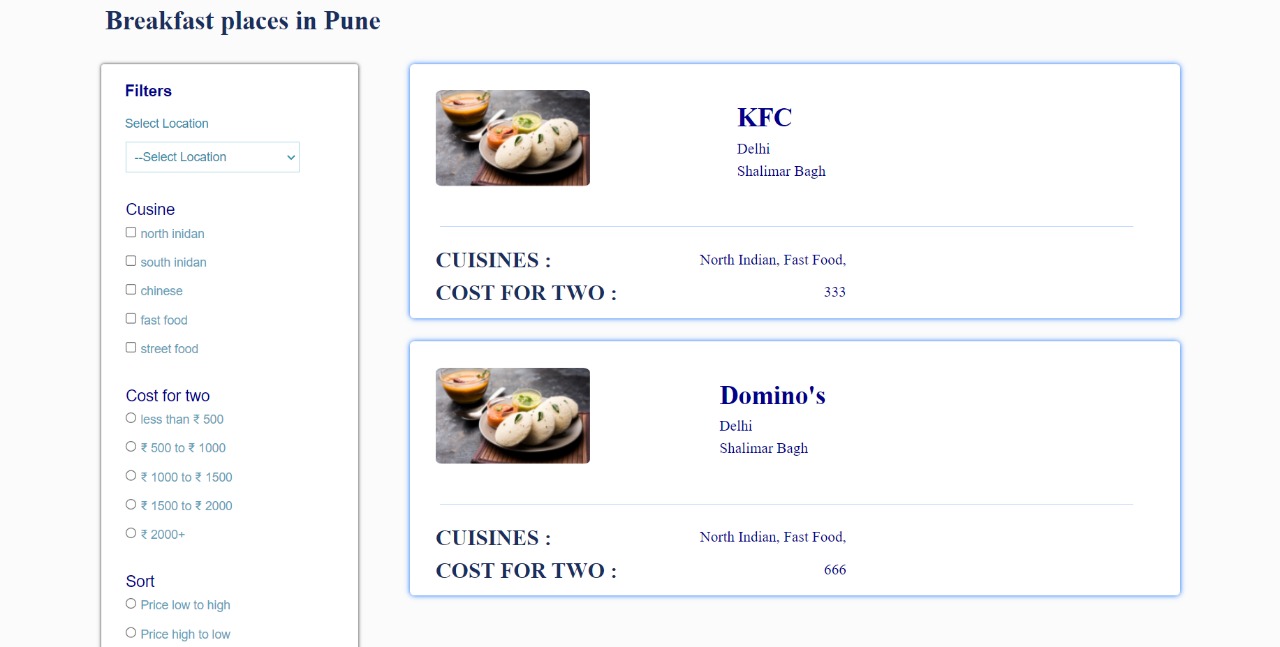 Breakfast places in Pune
Filters
Select Location
--Select Location
Cusine
north inidan
south inidan
chinese
fast food
street food
Cost for two
less than ₹ 500
₹ 500 to ₹ 1000
₹ 1000 to ₹ 1500
₹ 1500 to ₹ 2000
₹ 2000+
Sort
Price low to high
Price high to low
KFC
Delhi
Shalimar Bagh
CUISINES : North Indian, Fast Food,
COST FOR TWO : 333
Domino's
Delhi
Shalimar Bagh
CUISINES : North Indian, Fast Food,
COST FOR TWO : 666